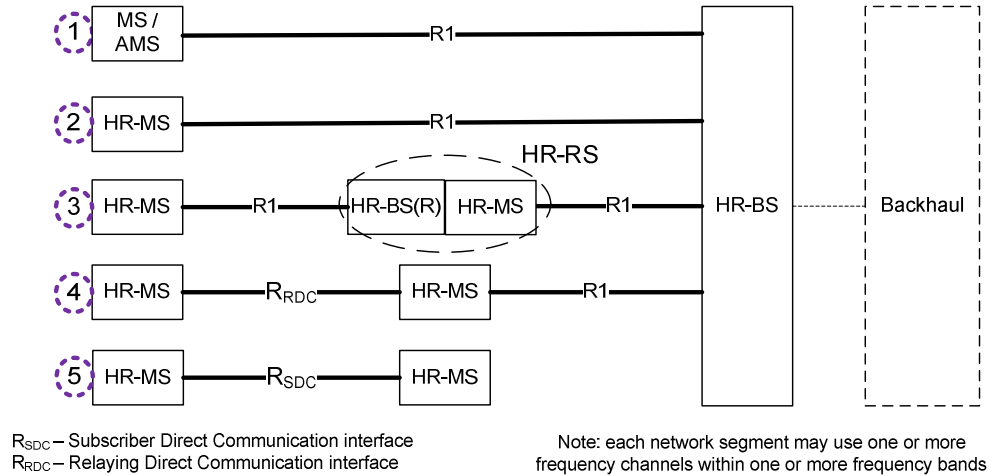 1
MS /
AMS
R1
2
HR-MS
R1
HR-RS
3
HR-MS
R1
HR-BS(R)
HR-MS
R1
HR-BS
Backhaul
4
HR-MS
RRDC
HR-MS
R1
5
HR-MS
RSDC
HR-MS
RSDC – Subscriber Direct Communication interface
RRDC – Relaying Direct Communication interface
Note: each network segment may use one or more
frequency channels within one or more frequency bands